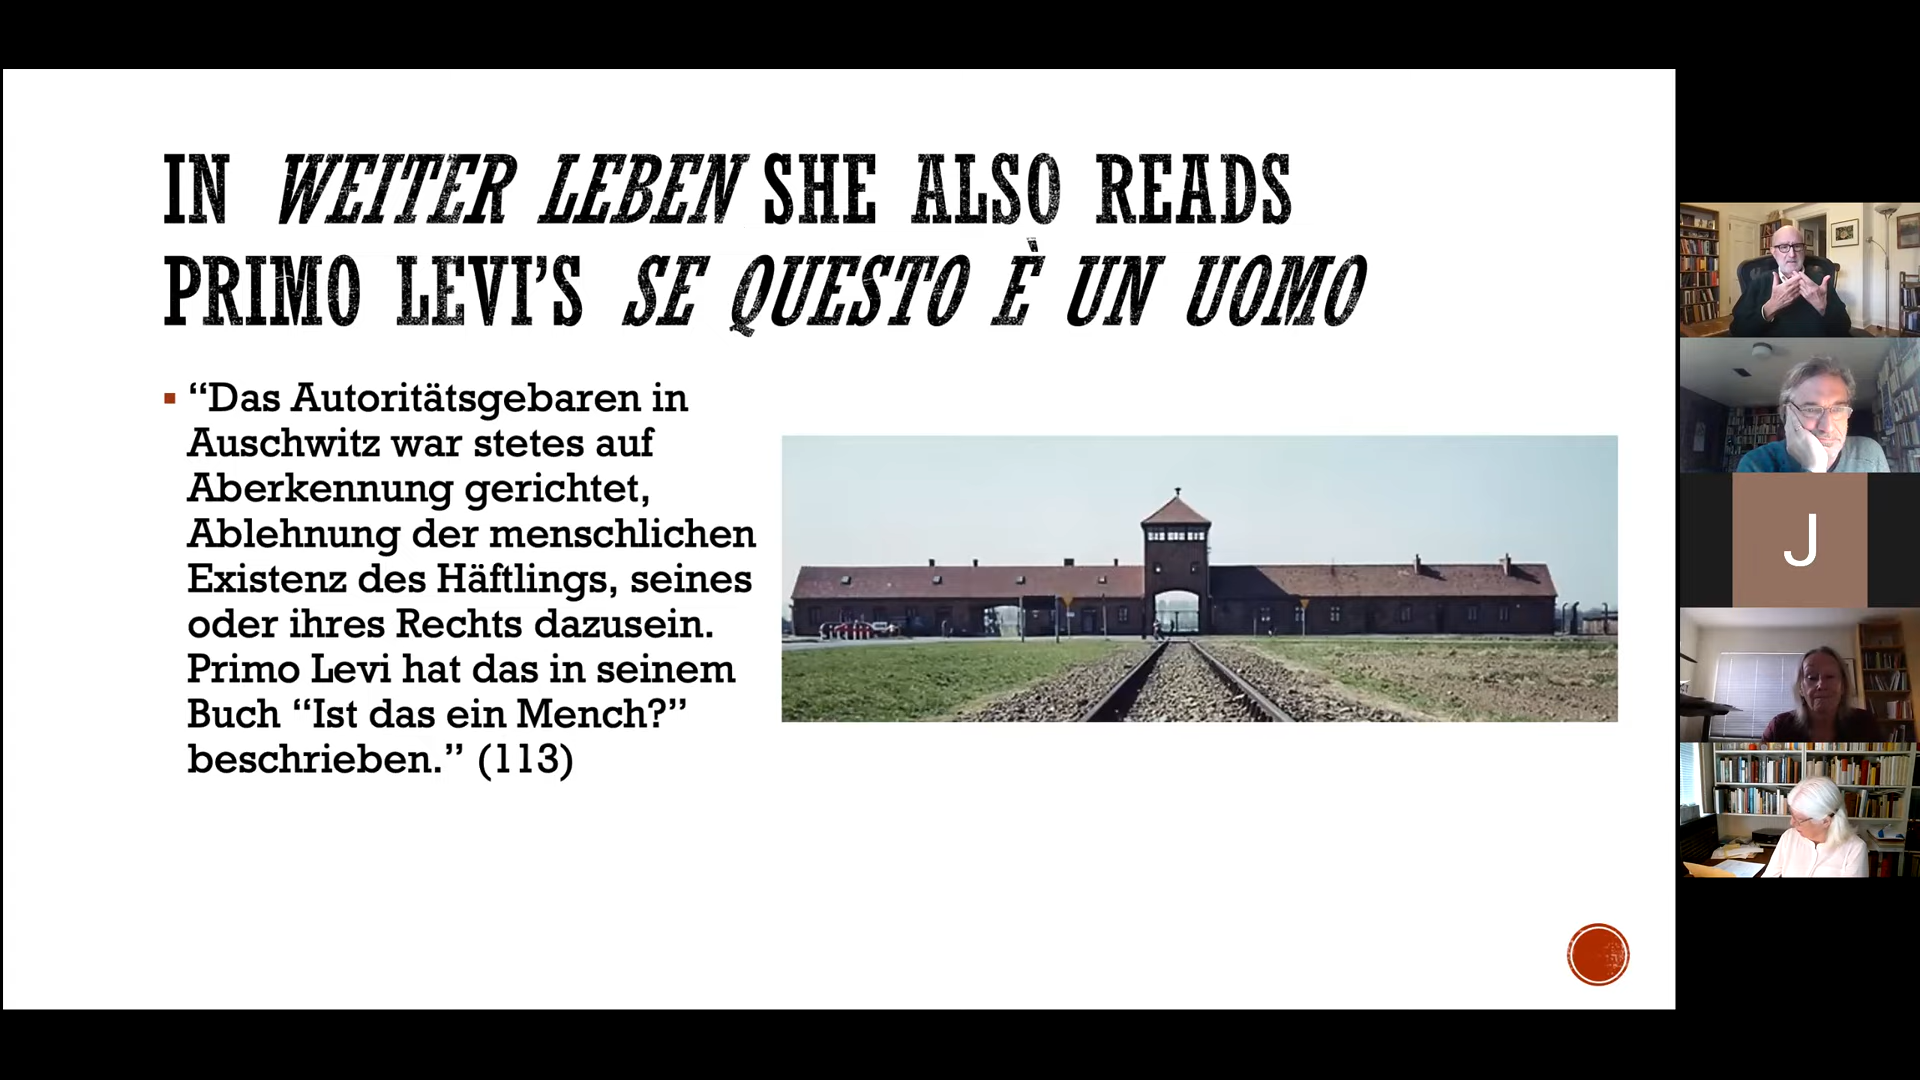 IN WEITER LEBEN SHE ALSO READS
PRIMO LEVI’S SE QUESTO È UN UOMO
“Das Autoritätsgebaren in
Auschwitz war stetes auf
Aberkennung gerichtet,
Ablehnung der menschlichen
Existenz des Häftlings, seines
oder ihres Rechts dazusein.
Primo Levi hat das in seinem
Buch “Ist das ein Mench?”
beschrieben.” (113)
J